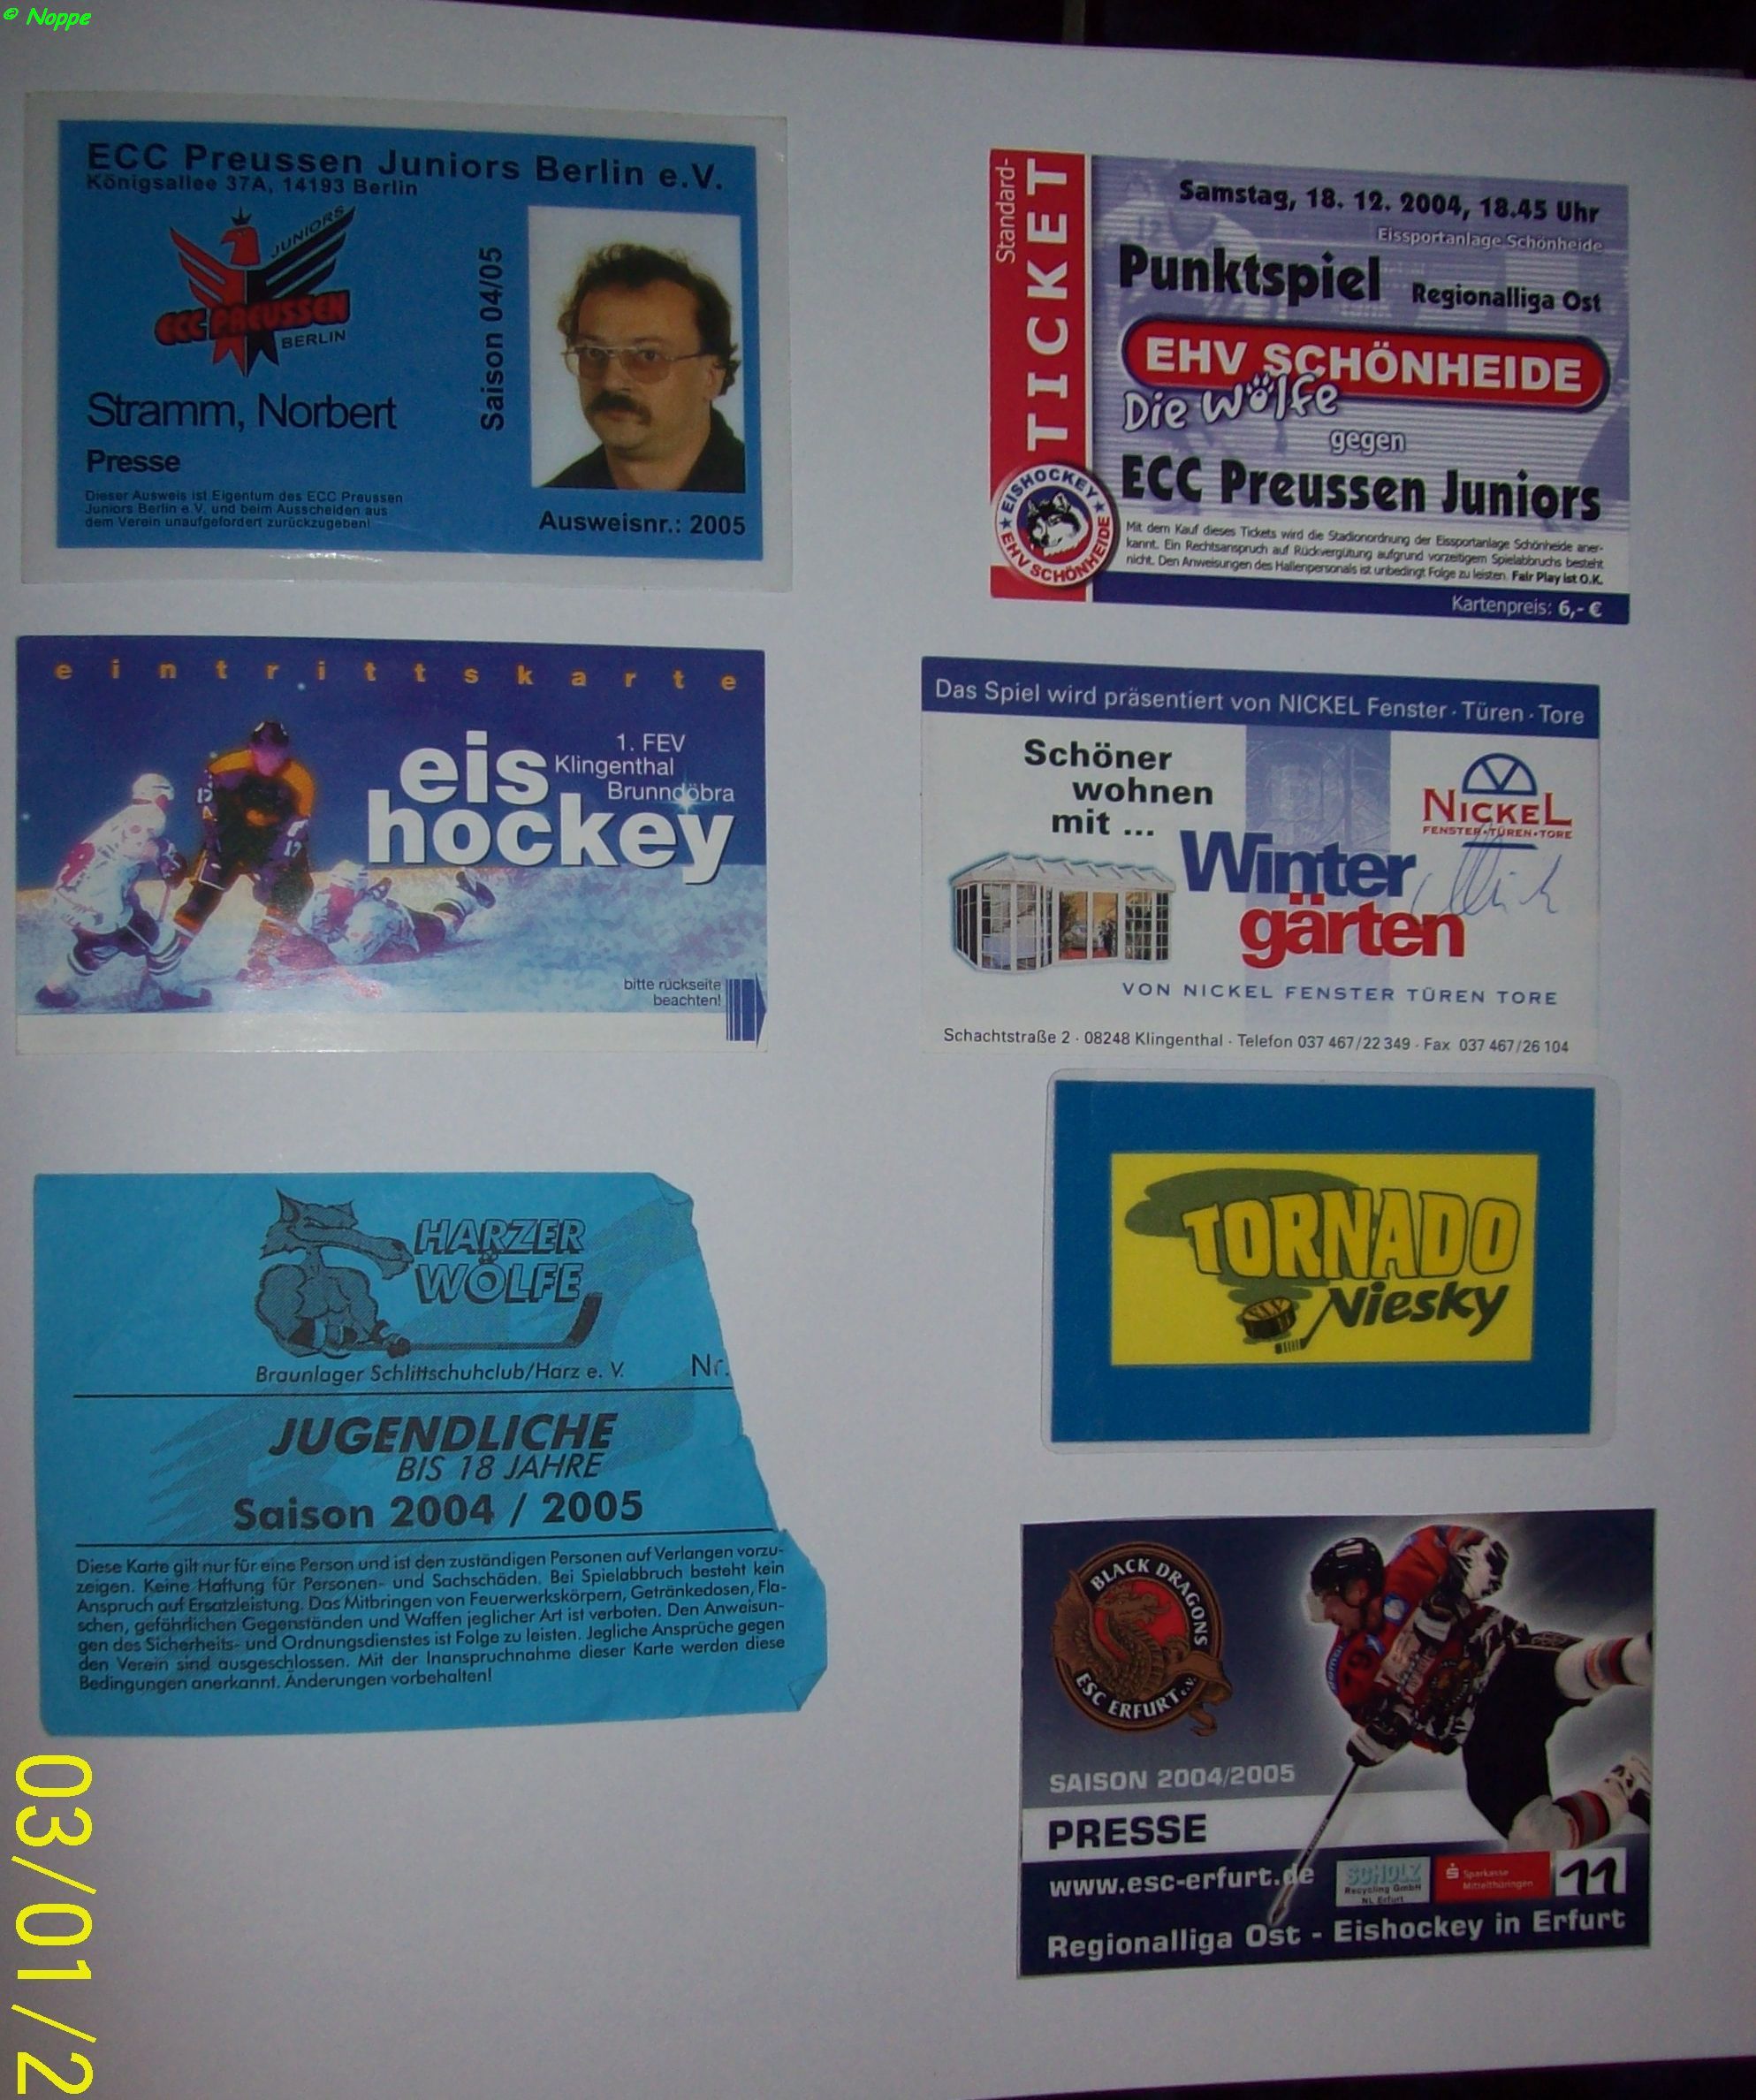 © Noppe
ECC Preussen Juniors Berlin e.V.
Königsallee 37A, 14193 Berlin
JUNIORS
ECC PREUSSEN
BERLIN
Saison 04/05
Stramm, Norbert
Presse
Dieser Ausweis ist Eigentum des ECC Preussen
Juniors Berlin e.V. und beim Ausscheiden aus
dem Verein unaufgefordert zurückzugeben!
Ausweisnr.: 2005
Standard-
TICKET
Samstag, 18. 12. 2004, 18.45 Uhr
Eissportanlage Schönheide
Punktspiel Regionalliga Ost
EHV SCHÖNHEIDE
Die Wölfe
gegen
ECC Preussen Juniors
EISHOCKEY
EHV SCHÖNHEIDE
Mit dem Kauf dieses Tickets wird die Stadionordnung der Eissportanlage Schönheide aner-
kannt. Ein Rechtsanspruch auf Rückvergütung aufgrund vorzeitigem Spielabbruchs besteht
nicht. Den Anweisungen des Hallenpersonals ist unbedingt Folge zu leisten. Fair Play ist O.K.
Kartenpreis: 6,- €
eintrittskarte
eis
hockey
1. FEV
Klingenthal
Brunndöbra
17
17
bitte rückseite
beachten!
Das Spiel wird präsentiert von NICKEL Fenster · Türen · Tore
Schöner
wohnen
mit ...
Winter
gärten
NICKEL
FENSTER·TÜREN·TORE
VON NICKEL FENSTER TÜREN TORE
Schachtstraße 2 · 08248 Klingenthal · Telefon 037 467/22 349 · Fax 037 467/26 104
HARZER
WÖLFE
Braunlager Schlittschuhclub/Harz e. V. Nr.
JUGENDLICHE
BIS 18 JAHRE
Saison 2004 / 2005
Diese Karte gilt nur für eine Person und ist den zuständigen Personen auf Verlangen vorzu-
zeigen. Keine Haftung für Personen- und Sachschäden. Bei Spielabbruch besteht kein
Anspruch auf Ersatzleistung. Das Mitbringen von Feuerwerkskörpern, Getränkedosen, Fla-
schen, gefährlichen Gegenständen und Waffen jeglicher Art ist verboten. Den Anweisun-
gen des Sicherheits- und Ordnungsdienstes ist Folge zu leisten. Jegliche Ansprüche gegen
den Verein sind ausgeschlossen. Mit der Inanspruchnahme dieser Karte werden diese
Bedingungen anerkannt. Änderungen vorbehalten!
TORNADO
Niesky
BLACK DRAGONS
ESC ERFURT e.V.
79
SAISON 2004/2005
PRESSE
www.esc-erfurt.de
SCHOLZ
Recycling GmbH
NL Erfurt
Sparkasse
Mittelthüringen
11
Regionalliga Ost - Eishockey in Erfurt
03/01/2